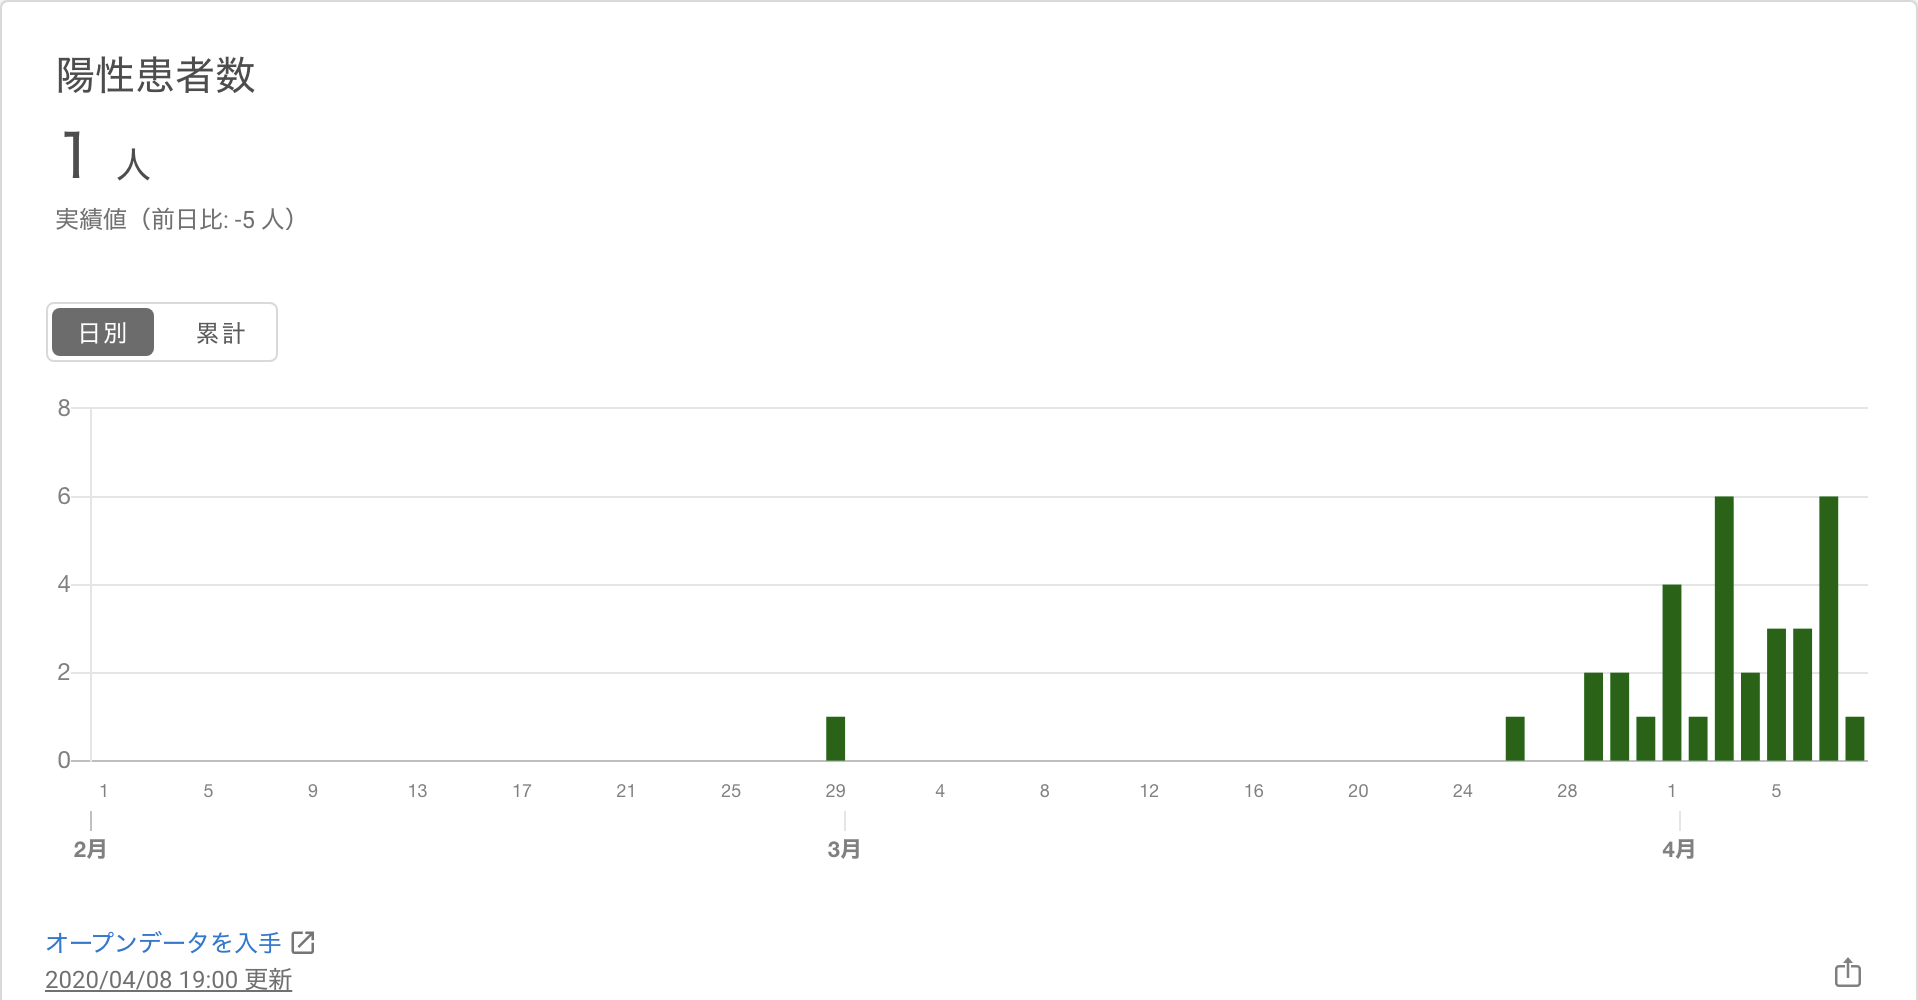 陽性患者数
1 人
実績値（前日比: -5 人）
日別 累計
8
6
4
2
0
1 5 9 13 17 21 25 29 4 8 12 16 20 24 28 1 5
2月 3月 4月
オープンデータを入手
2020/04/08 19:00 更新